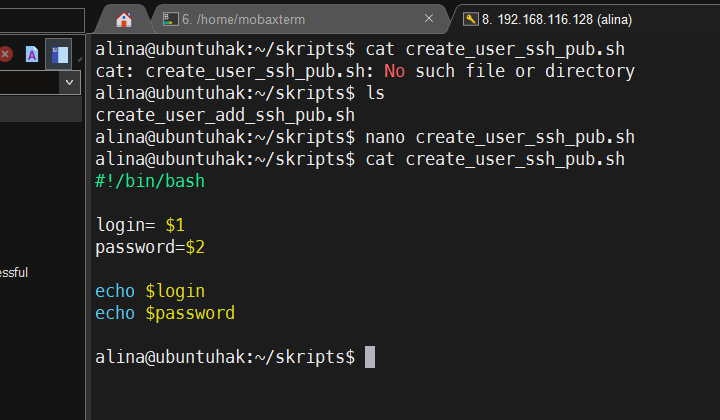 6. /home/mobaxterm
8. 192.168.116.128 (alina)
alina@ubuntuhak:~/skripts$ cat create_user_ssh_pub.sh
cat: create_user_ssh_pub.sh: No such file or directory
alina@ubuntuhak:~/skripts$ ls
create_user_add_ssh_pub.sh
alina@ubuntuhak:~/skripts$ nano create_user_ssh_pub.sh
alina@ubuntuhak:~/skripts$ cat create_user_ssh_pub.sh
#!/bin/bash
login= $1
password=$2
essful
echo $login
echo $password
alina@ubuntuhak:~/skripts$